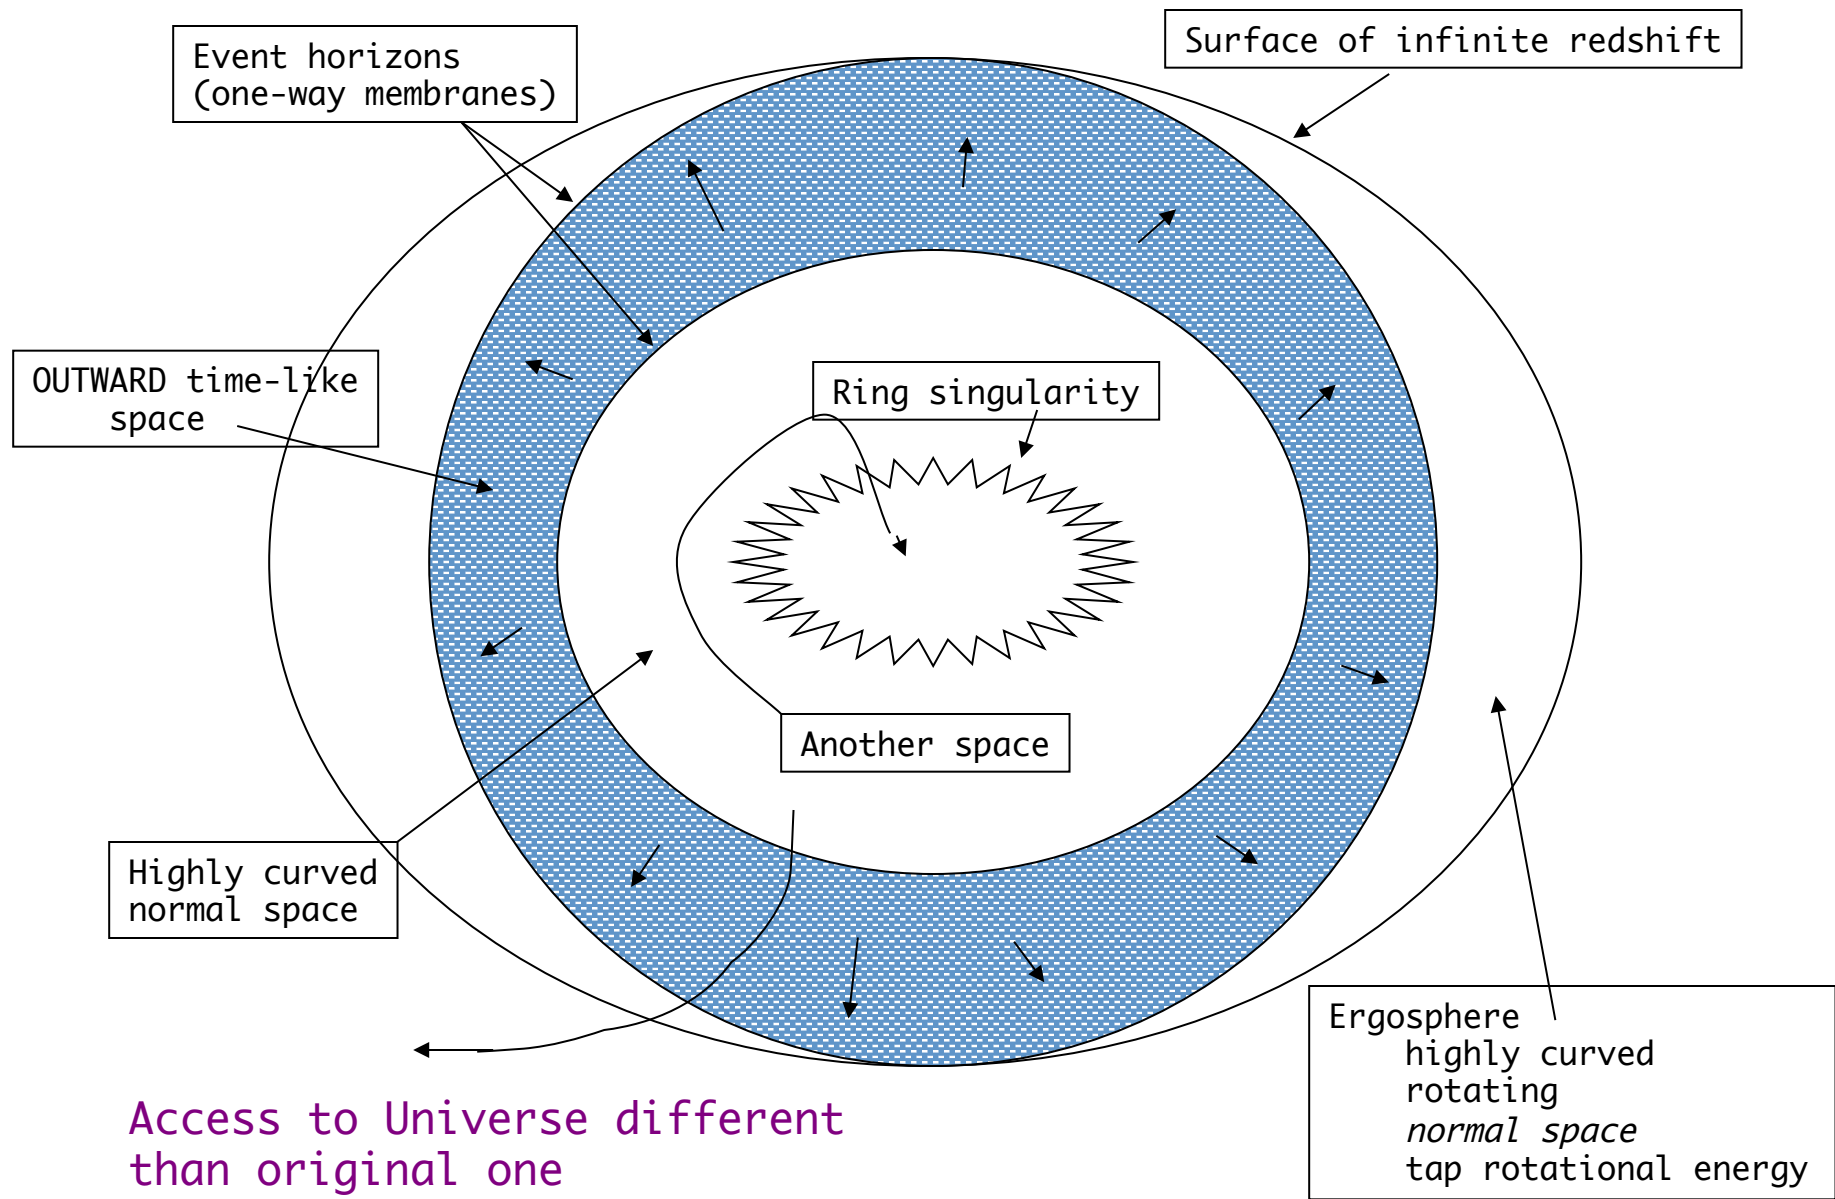 Event horizons
(one-way membranes)
Surface of infinite redshift
OUTWARD time-like
space
Ring singularity
Another space
Highly curved
normal space
Ergosphere
highly curved
rotating
normal space
tap rotational energy
Access to Universe different
than original one